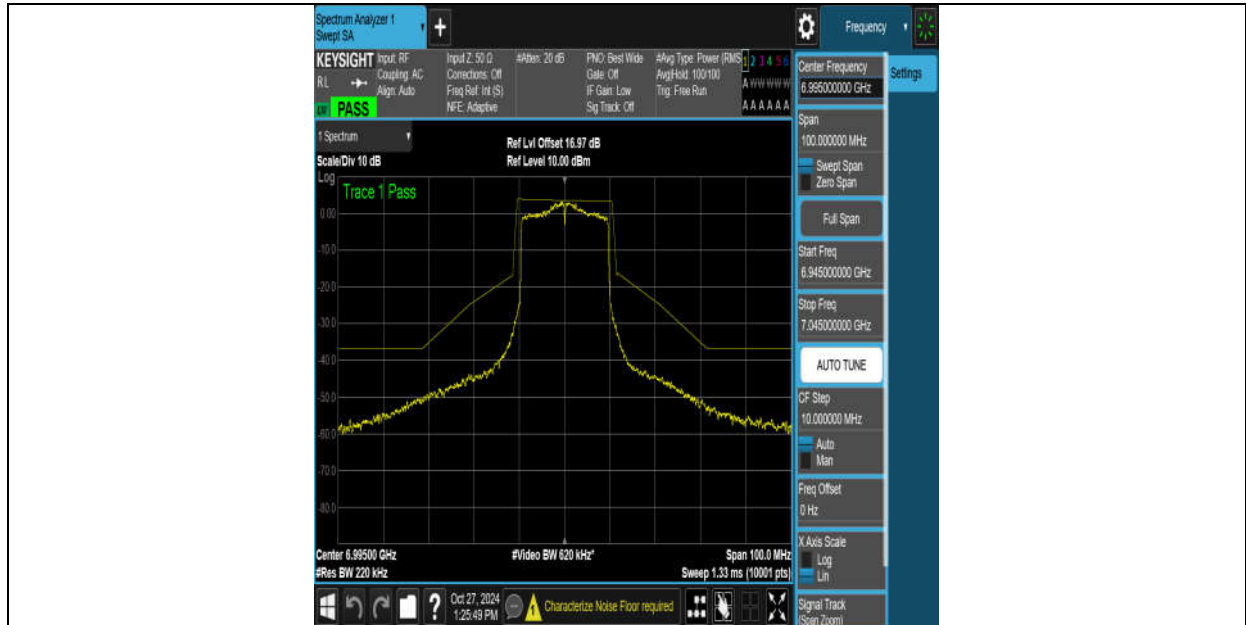 Spectrum Analyzer 1
Swept SA
+
Frequency
KEYSIGHT
RL
PASS
Input: RF
Coupling: AC
Align: Auto
Input Z: 50 Ω
Corrections: Off
Freq Ref: Int (S)
NFE: Adaptive
#Atten: 20 dB
PNO: Best Wide
Gate: Off
IF Gain: Low
Sig Track: Off
#Avg Type: Power (RMS
Avg|Hold: 100/100
Trig: Free Run
1 2 3 4 5 6
A W W W W W
A A A A A A
Center Frequency
6.995000000 GHz
Settings
Span
100.000000 MHz
Swept Span
Zero Span
Full Span
Start Freq
6.945000000 GHz
Stop Freq
7.045000000 GHz
AUTO TUNE
CF Step
10.000000 MHz
Auto
Man
Freq Offset
0 Hz
X Axis Scale
Log
Lin
Signal Track
(Span Zoom)
1 Spectrum
Scale/Div 10 dB
Ref Lvl Offset 16.97 dB
Ref Level 10.00 dBm
Log
Trace 1 Pass
0.00
-10.0
-20.0
-30.0
-40.0
-50.0
-60.0
-70.0
-80.0
Center 6.99500 GHz
#Res BW 220 kHz
#Video BW 620 kHz*
Span 100.0 MHz
Sweep 1.33 ms (10001 pts)
?
Oct 27, 2024
1:25:49 PM
Characterize Noise Floor required